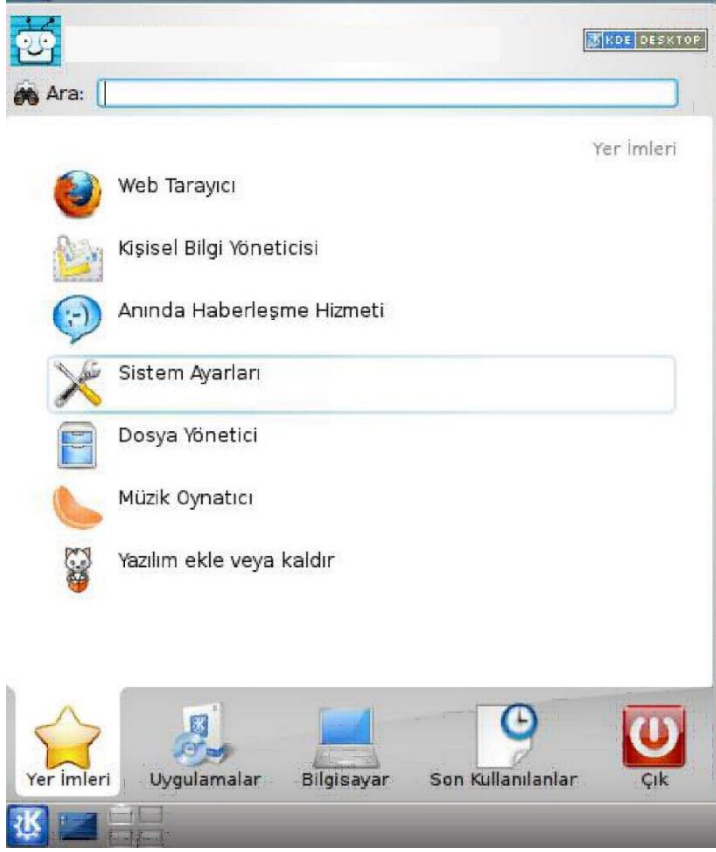 KDE DESKTOP
Ara:
Yer İmleri
Web Tarayıcı
Kişisel Bilgi Yöneticisi
Anında Haberleşme Hizmeti
Sistem Ayarları
Dosya Yönetici
Müzik Oynatıcı
Yazılım ekle veya kaldır
Yer İmleri Uygulamalar Bilgisayar Son Kullanılanlar Çık